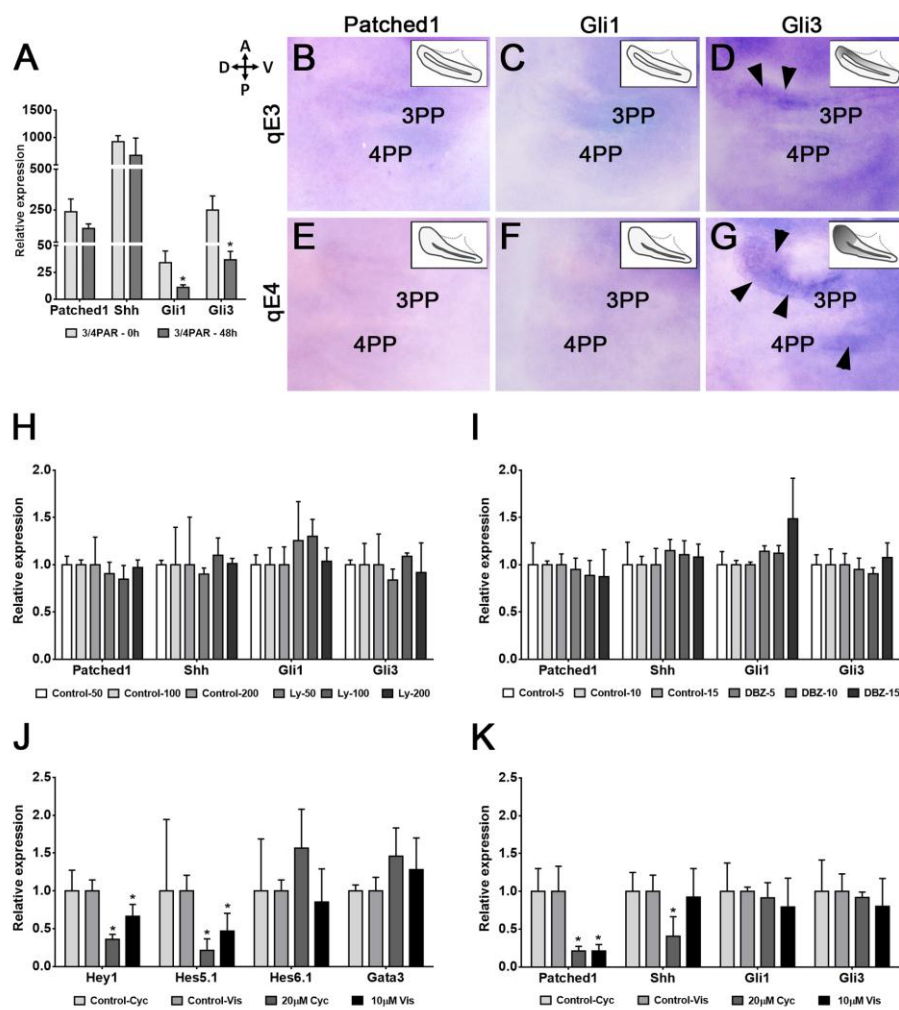 Patched1 Gli1 Gli3
A
A
D V
P
Relative expression
1500
1000
500
250
50
25
0
* *
Patched1 Shh Gli1 Gli3
3/4PAR - 0h 3/4PAR - 48h
qE3
B
3PP
4PP
C
3PP
4PP
D
3PP
4PP
qE4
E
3PP
4PP
F
3PP
4PP
G
3PP
4PP
H
Relative expression
2.0
1.5
1.0
0.5
0.0
Patched1 Shh Gli1 Gli3
Control-50 Control-100 Control-200 Ly-50 Ly-100 Ly-200
I
Relative expression
2.0
1.5
1.0
0.5
0.0
Patched1 Shh Gli1 Gli3
Control-5 Control-10 Control-15 DBZ-5 DBZ-10 DBZ-15
J
Relative expression
2.5
2.0
1.5
1.0
0.5
0.0
* * * *
Hey1 Hes5.1 Hes6.1 Gata3
Control-Cyc Control-Vis 20µM Cyc 10µM Vis
K
Relative expression
2.5
2.0
1.5
1.0
0.5
0.0
* * *
Patched1 Shh Gli1 Gli3
Control-Cyc Control-Vis 20µM Cyc 10µM Vis